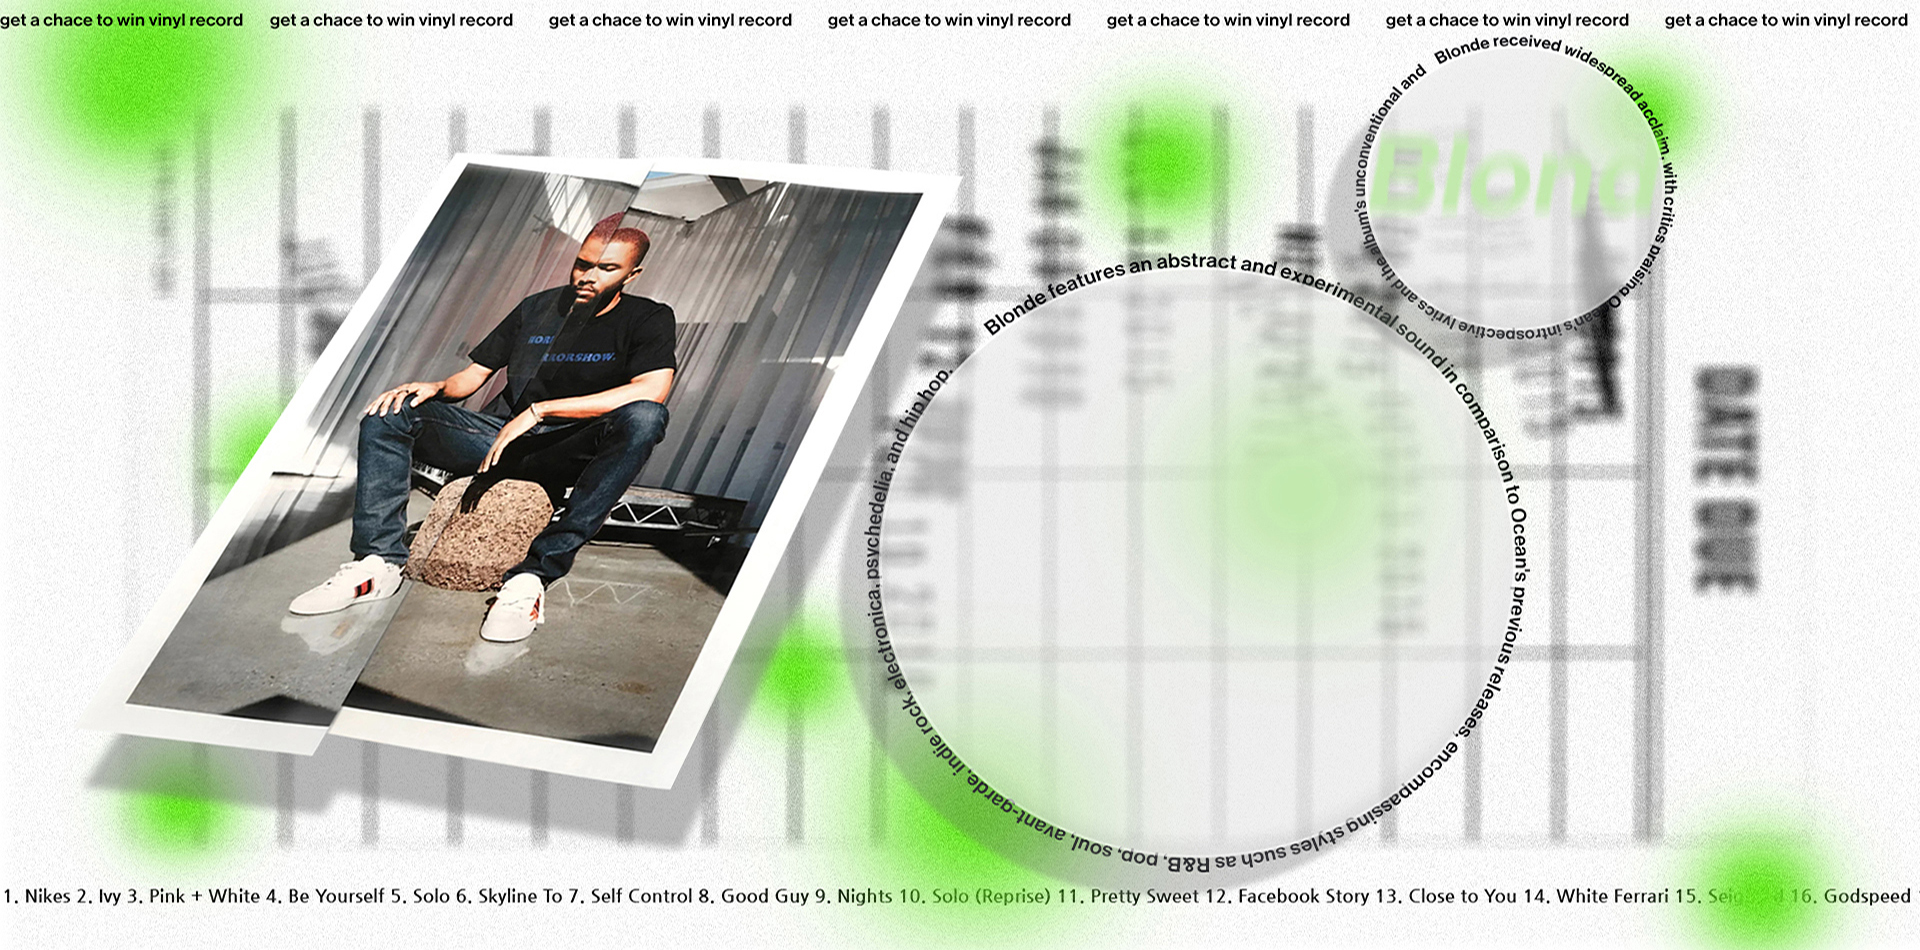 get a chace to win vinyl record get a chace to win vinyl record get a chace to win vinyl record get a chace to win vinyl record get a chace to win vinyl record get a chace to win vinyl record get a chace to win vinyl record
Blonde received widespread acclaim, with critics praising Ocean's introspective lyrics and the album's unconventional and
Blond
Blonde features an abstract and experimental sound in comparison to Ocean's previous releases, encompassing styles such as R&B, pop, soul, avant-garde, indie rock, electronica, psychedelia, and hip hop.
RRORSHOW.
DATE DUE
1. Nikes 2. Ivy 3. Pink + White 4. Be Yourself 5. Solo 6. Skyline To 7. Self Control 8. Good Guy 9. Nights 10. Solo (Reprise) 11. Pretty Sweet 12. Facebook Story 13. Close to You 14. White Ferrari 15. 16. Godspeed